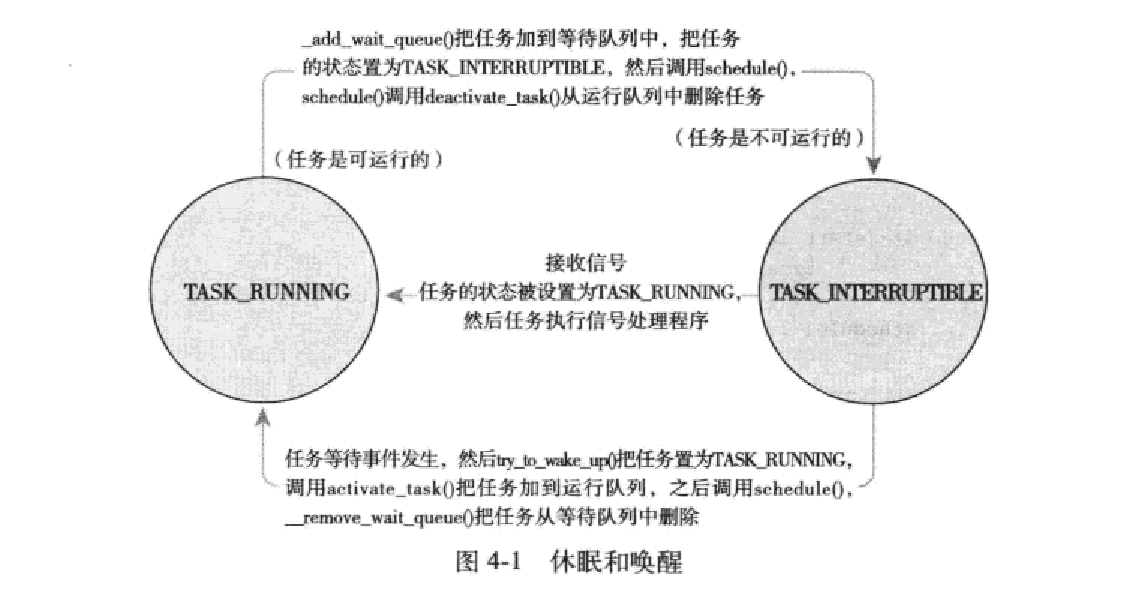 _add_wait_queue()把任务加到等待队列中，把任务
的状态置为TASK_INTERRUPTIBLE，然后调用schedule()，
schedule()调用deactivate_task()从运行队列中删除任务
（任务是可运行的）
（任务是不可运行的）
TASK_RUNNING
接收信号
任务的状态被设置为TASK_RUNNING，
然后任务执行信号处理程序
TASK_INTERRUPTIBLE
任务等待事件发生，然后try_to_wake_up()把任务置为TASK_RUNNING，
调用activate_task()把任务加到运行队列，之后调用schedule()，
__remove_wait_queue()把任务从等待队列中删除
图 4-1 休眠和唤醒